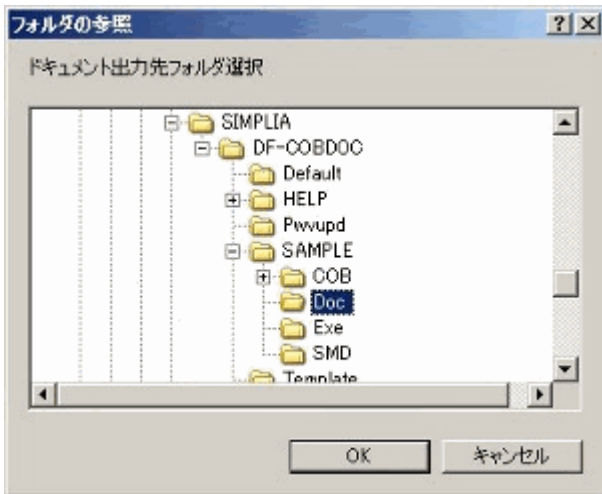 フォルダの参照
ドキュメント出力先フォルダ選択
SIMPLIA
DF-COBDOC
Default
HELP
Pwvupd
SAMPLE
COB
Doc
Exe
SMD
Template
OK
キャンセル